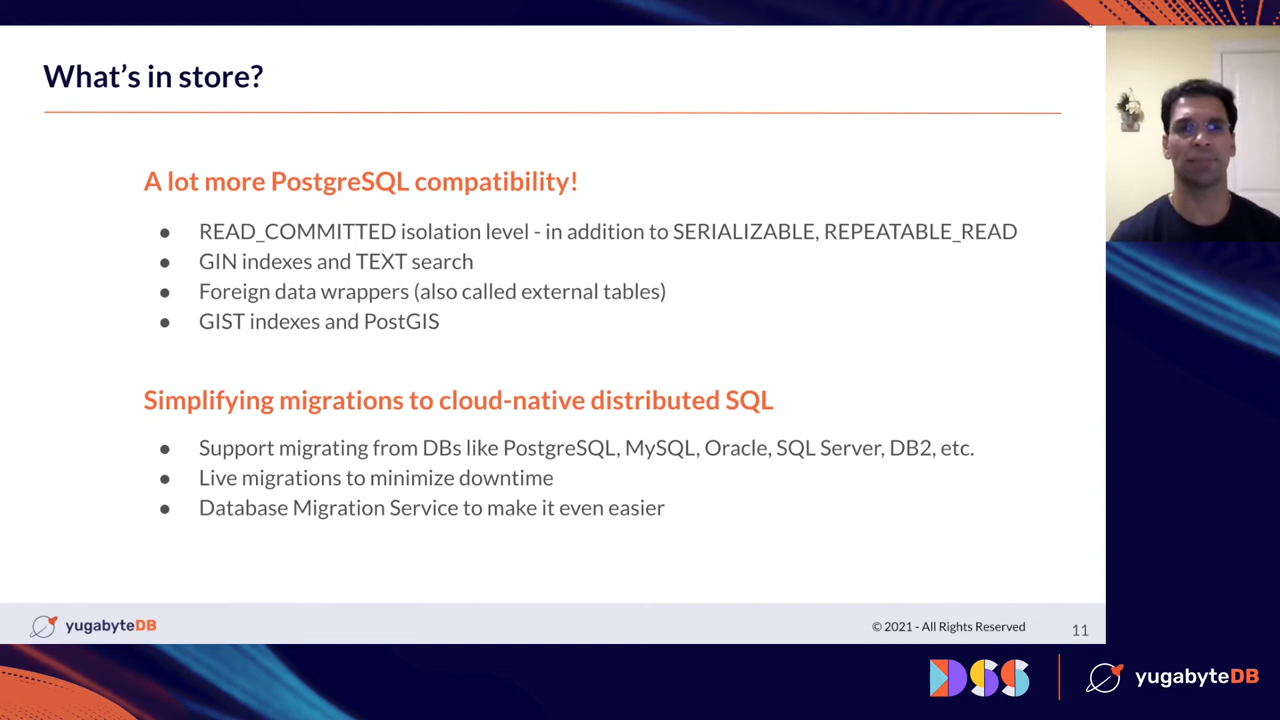 What's in store?
A lot more PostgreSQL compatibility!
● READ_COMMITTED isolation level - in addition to SERIALIZABLE, REPEATABLE_READ
● GIN indexes and TEXT search
● Foreign data wrappers (also called external tables)
● GIST indexes and PostGIS
Simplifying migrations to cloud-native distributed SQL
● Support migrating from DBs like PostgreSQL, MySQL, Oracle, SQL Server, DB2, etc.
● Live migrations to minimize downtime
● Database Migration Service to make it even easier
yugabyteDB
© 2021 - All Rights Reserved
11
DSS
yugabyteDB